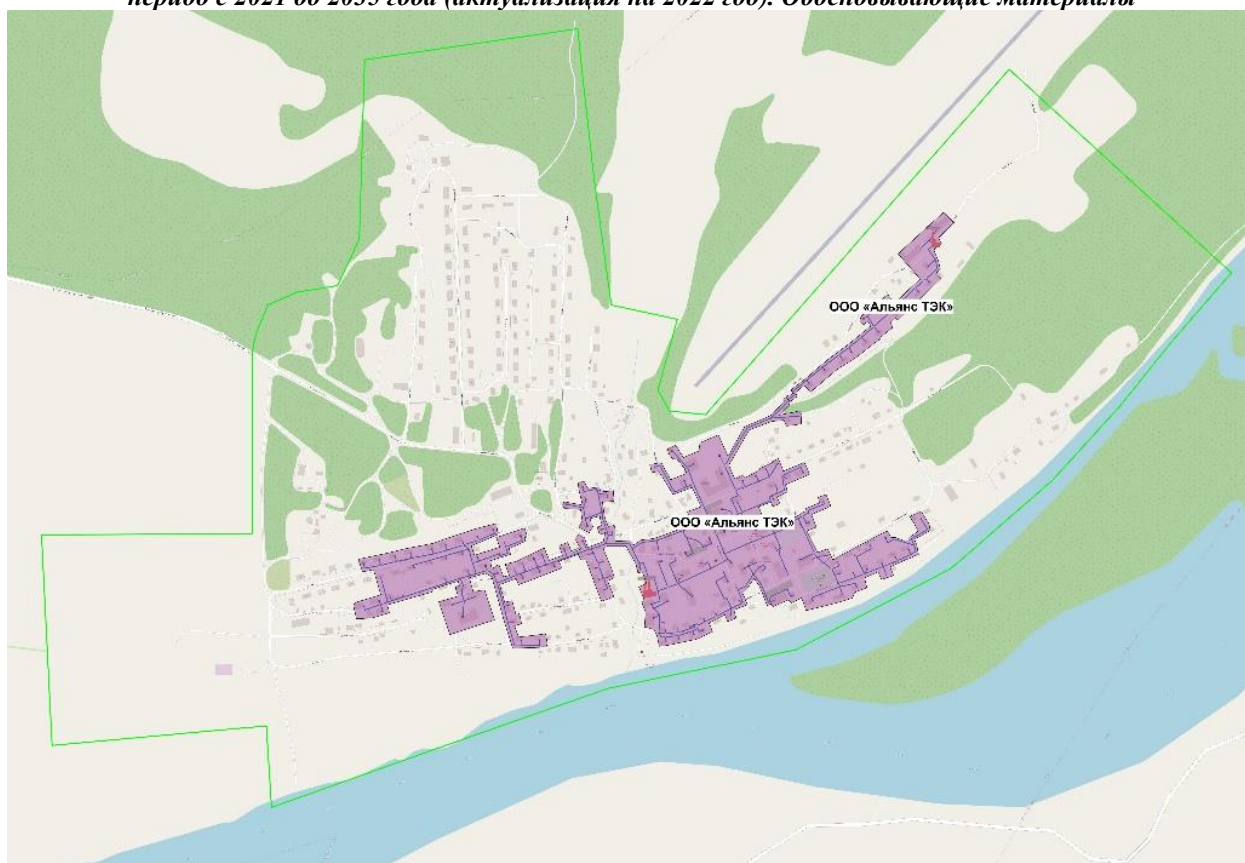 период с 2021 до 2035 года (актуализация на 2022 год). Обосновывающие материалы
ООО «Альянс ТЭК»
ООО «Альянс ТЭК»